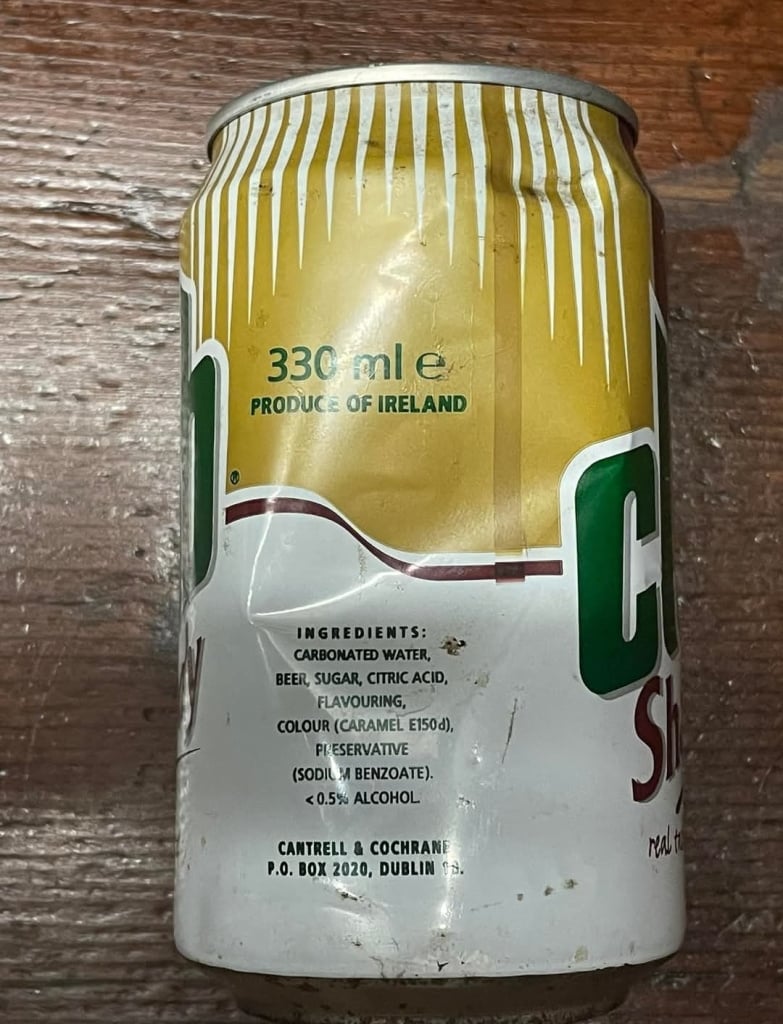 330 ml ℮
PRODUCE OF IRELAND
®
INGREDIENTS:
CARBONATED WATER,
BEER, SUGAR, CITRIC ACID,
FLAVOURING,
COLOUR (CARAMEL E150d),
PRESERVATIVE
(SODIUM BENZOATE).
<0.5% ALCOHOL.
CANTRELL & COCHRANE
P.O. BOX 2020, DUBLIN
real